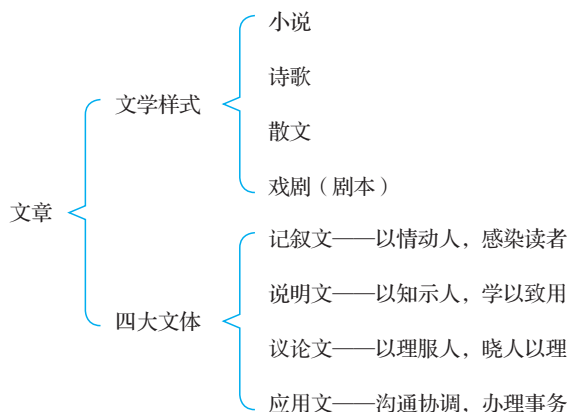 小说
诗歌
文学样式
散文
戏剧（剧本）
文章
记叙文——以情动人，感染读者
说明文——以知示人，学以致用
四大文体
议论文——以理服人，晓人以理
应用文——沟通协调，办理事务